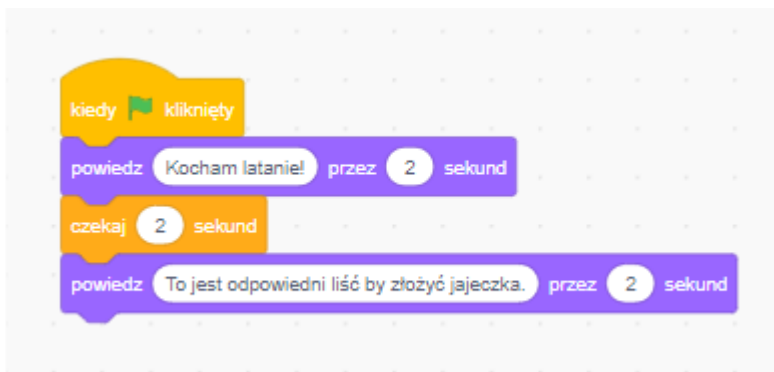 kiedy kliknięty
powiedz Kocham latanie! przez 2 sekund
czekaj 2 sekund
powiedz To jest odpowiedni liść by złożyć jajeczka. przez 2 sekund